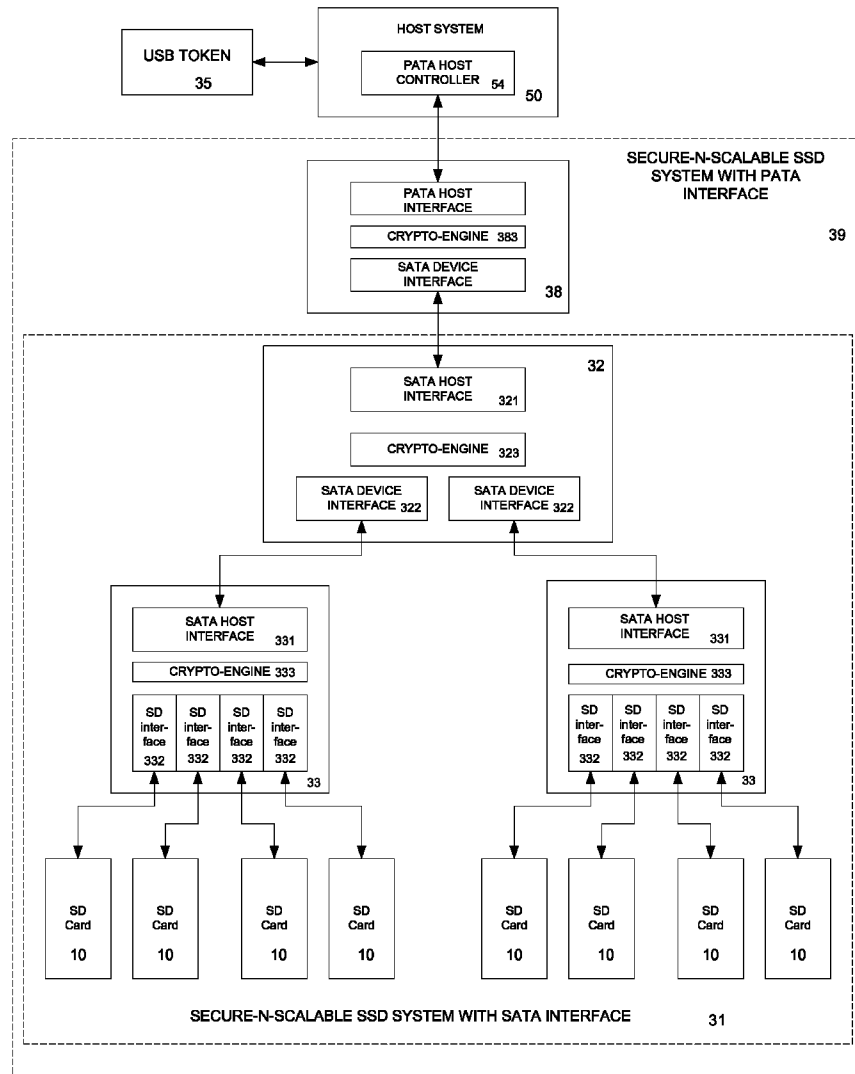 HOST SYSTEM
USB TOKEN
35
PATA HOST
CONTROLLER
54
50
SECURE-N-SCALABLE SSD
SYSTEM WITH PATA
INTERFACE
39
PATA HOST
INTERFACE
CRYPTO-ENGINE 383
SATA DEVICE
INTERFACE
38
32
SATA HOST
INTERFACE
321
CRYPTO-ENGINE 323
SATA DEVICE
INTERFACE 322
SATA DEVICE
INTERFACE 322
SATA HOST
INTERFACE
331
CRYPTO-ENGINE 333
SD
inter-
face
332
SD
inter-
face
332
SD
inter-
face
332
SD
inter-
face
332
33
SATA HOST
INTERFACE
331
CRYPTO-ENGINE 333
SD
inter-
face
332
SD
inter-
face
332
SD
inter-
face
332
SD
inter-
face
332
33
SD
Card
10
SD
Card
10
SD
Card
10
SD
Card
10
SD
Card
10
SD
Card
10
SD
Card
10
SD
Card
10
SECURE-N-SCALABLE SSD SYSTEM WITH SATA INTERFACE 31